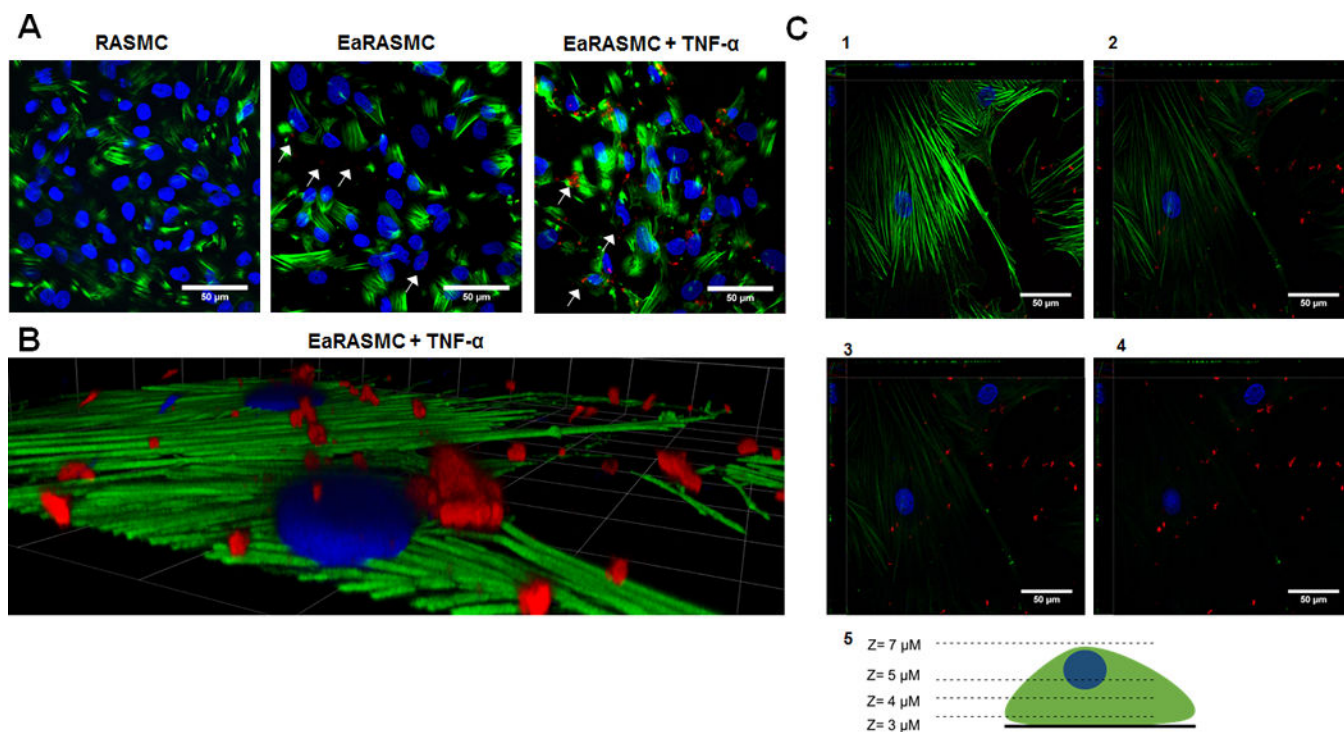 A
RASMC
EaRASMC
EaRASMC + TNF-α
50 µm
50 µm
50 µm
B
EaRASMC + TNF-α
C
1
2
50 µm
50 µm
3
4
50 µm
50 µm
5
Z= 7 µM
Z= 5 µM
Z= 4 µM
Z= 3 µM